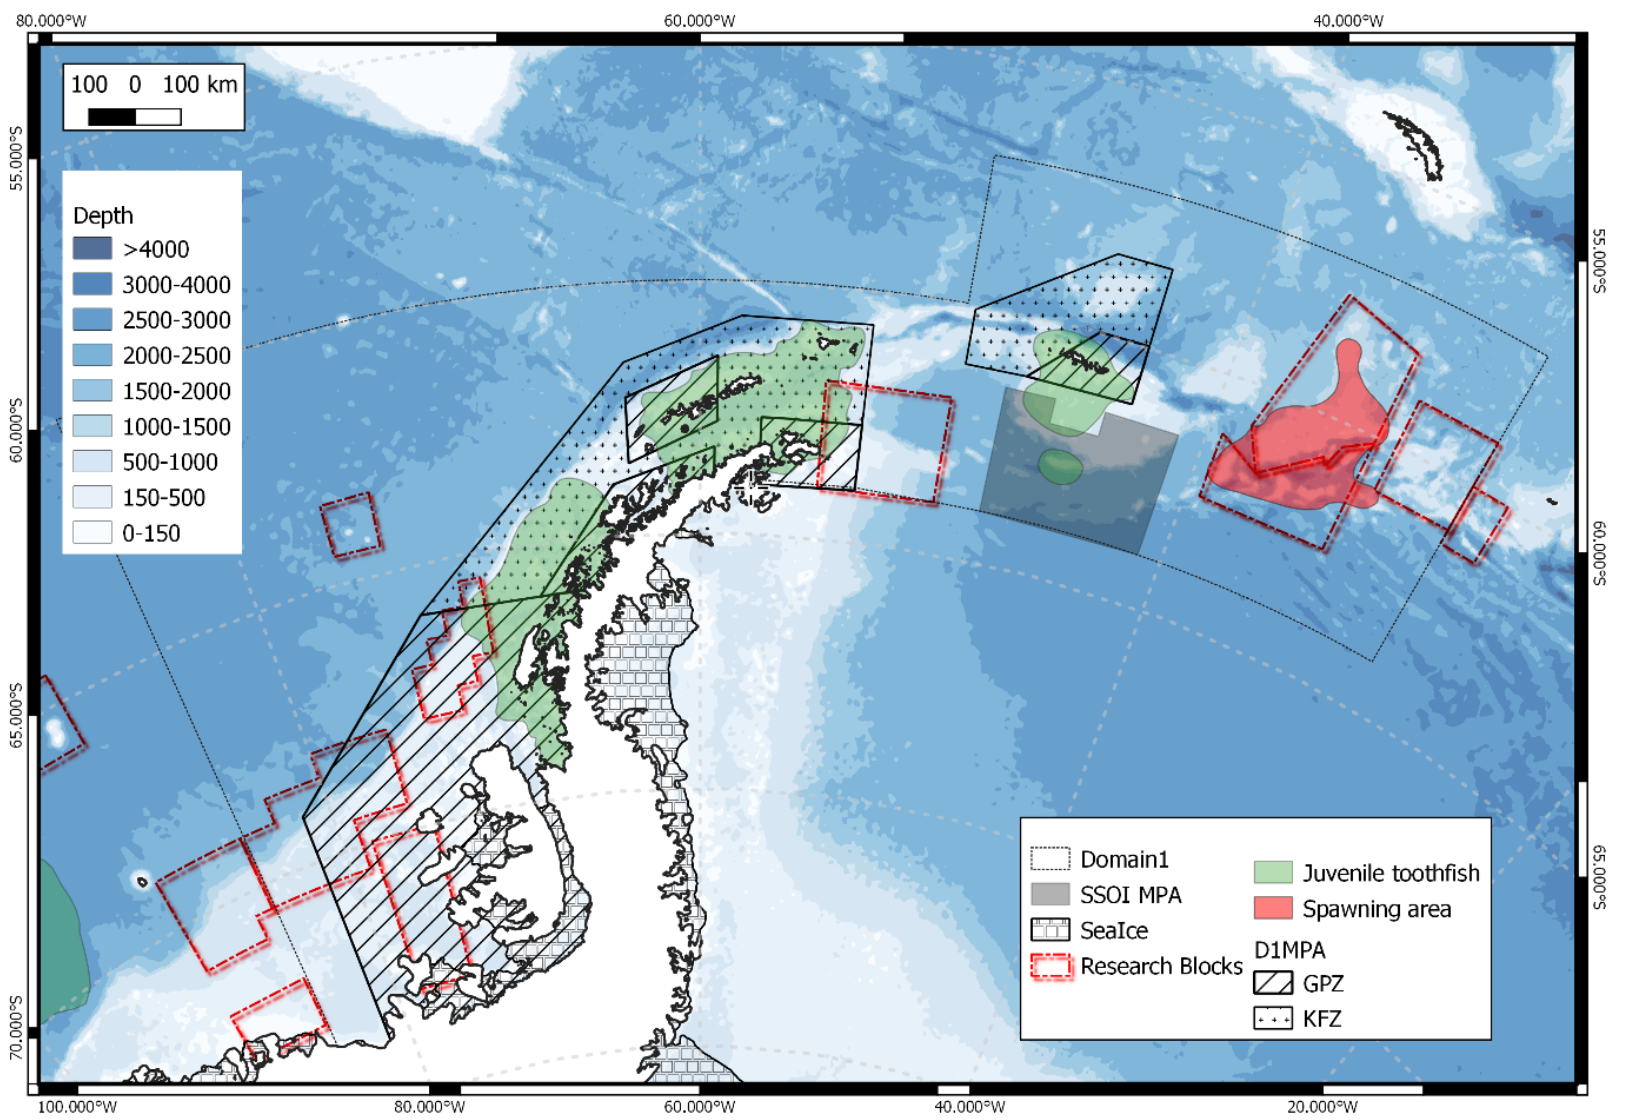 80.000°W
60.000°W
40.000°W
100 0 100 km
55.000°S
60.000°S
65.000°S
70.000°S
Depth
>4000
3000-4000
2500-3000
2000-2500
1500-2000
1000-1500
500-1000
150-500
0-150
55.000°S
60.000°S
65.000°S
Domain1
SSOI MPA
SeaIce
Research Blocks
Juvenile toothfish
Spawning area
D1MPA
GPZ
KFZ
100.000°W
80.000°W
60.000°W
40.000°W
20.000°W